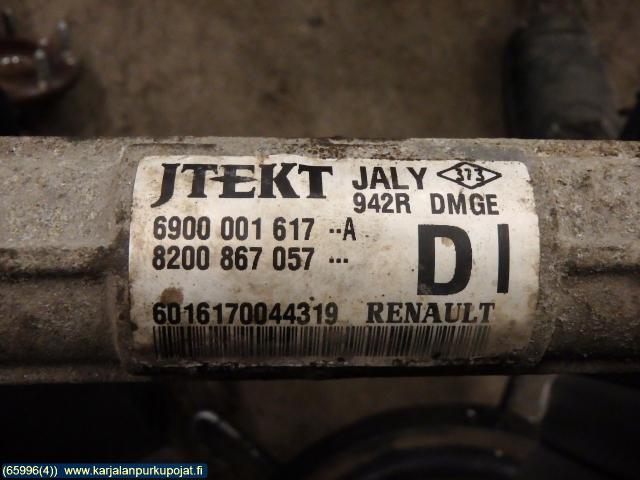 JTEKT JALY 373
942R DMGE
6900 001 617 --A
8200 867 057 ---
DI
6016170044319 RENAULT
(65996(4)) www.karjalanpurkupojat.fi